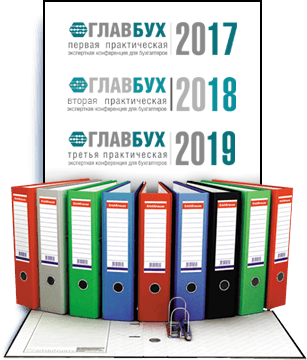 ГЛАВБУХ 2017
первая практическая
экспертная конференция для бухгалтеров
ГЛАВБУХ 2018
вторая практическая
экспертная конференция для бухгалтеров
ГЛАВБУХ 2019
третья практическая
экспертная конференция для бухгалтеров